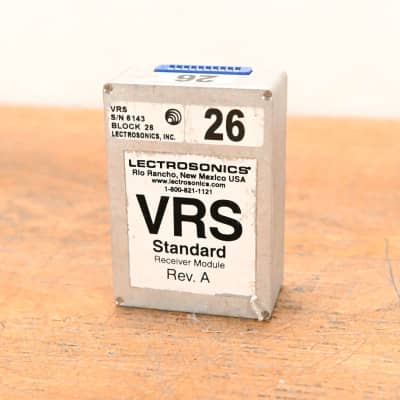 26
VRS
S/N 6143
BLOCK 26
LECTROSONICS, INC.
26
LECTROSONICS®
Rio Rancho, New Mexico USA
www.lectrosonics.com
1-800-821-1121
VRS
Standard
Receiver Module
Rev. A